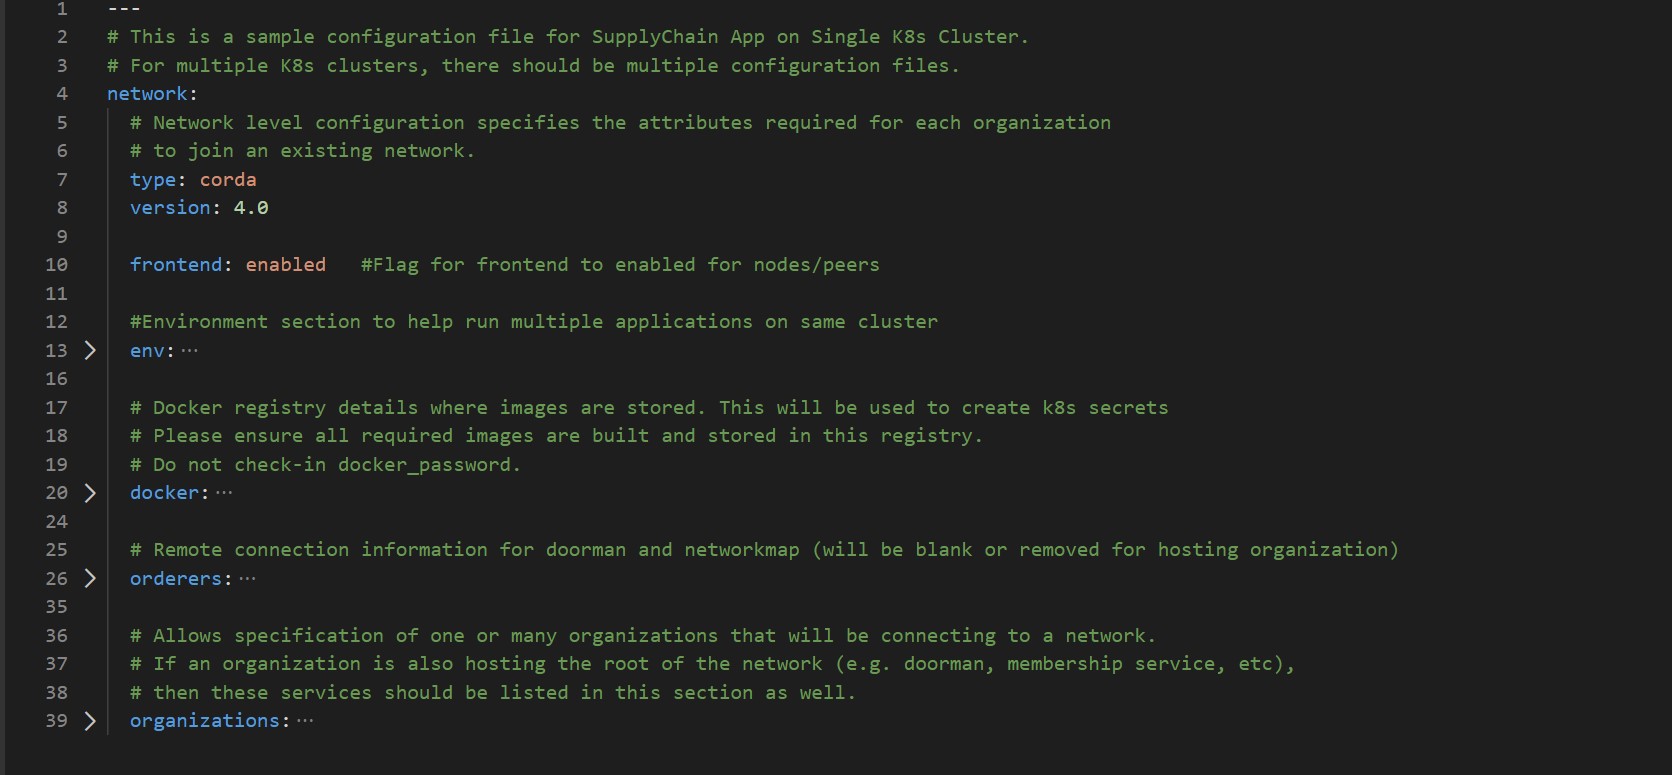 1 ---
2 # This is a sample configuration file for SupplyChain App on Single K8s Cluster.
3 # For multiple K8s clusters, there should be multiple configuration files.
4 network:
5 # Network level configuration specifies the attributes required for each organization
6 # to join an existing network.
7 type: corda
8 version: 4.0
9
10 frontend: enabled #Flag for frontend to enabled for nodes/peers
11
12 #Environment section to help run multiple applications on same cluster
13 env:···
16
17 # Docker registry details where images are stored. This will be used to create k8s secrets
18 # Please ensure all required images are built and stored in this registry.
19 # Do not check-in docker_password.
20 docker:···
24
25 # Remote connection information for doorman and networkmap (will be blank or removed for hosting organization)
26 orderers:···
35
36 # Allows specification of one or many organizations that will be connecting to a network.
37 # If an organization is also hosting the root of the network (e.g. doorman, membership service, etc),
38 # then these services should be listed in this section as well.
39 organizations:···